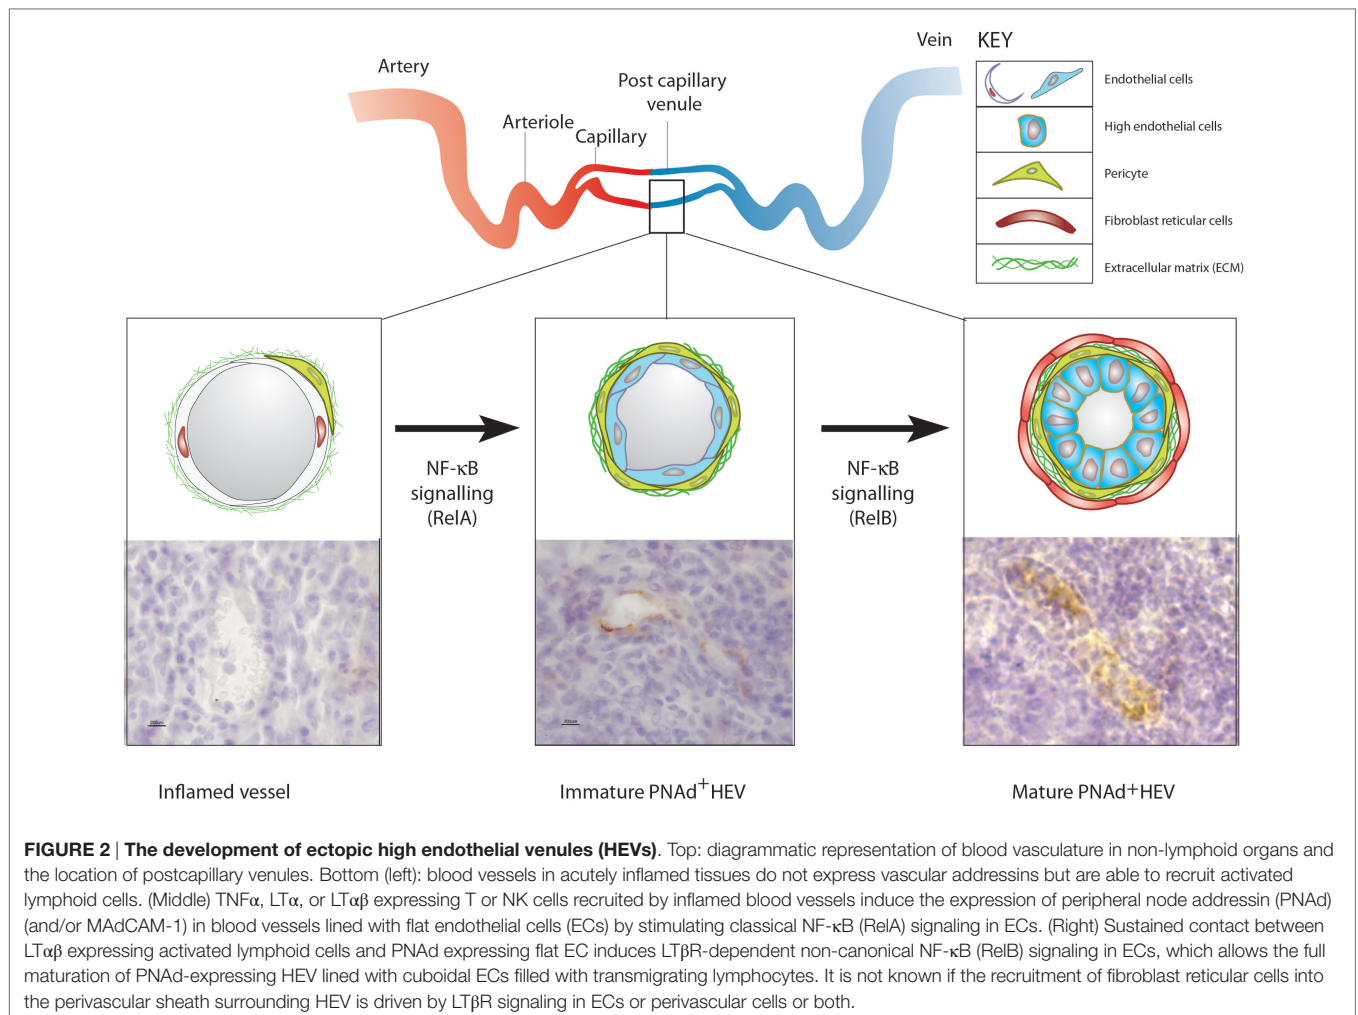 Artery
Arteriole
Capillary
Post capillary
venule
Vein
KEY
Endothelial cells
High endothelial cells
Pericyte
Fibroblast reticular cells
Extracellular matrix (ECM)
NF-κB
signalling
(RelA)
NF-κB
signalling
(RelB)
Inflamed vessel
Immature PNAd+HEV
Mature PNAd+HEV
FIGURE 2 | The development of ectopic high endothelial venules (HEVs). Top: diagrammatic representation of blood vasculature in non-lymphoid organs and
the location of postcapillary venules. Bottom (left): blood vessels in acutely inflamed tissues do not express vascular addressins but are able to recruit activated
lymphoid cells. (Middle) TNFα, LTα, or LTαβ expressing T or NK cells recruited by inflamed blood vessels induce the expression of peripheral node addressin (PNAd)
(and/or MAdCAM-1) in blood vessels lined with flat endothelial cells (ECs) by stimulating classical NF-κB (RelA) signaling in ECs. (Right) Sustained contact between
LTαβ expressing activated lymphoid cells and PNAd expressing flat EC induces LTβR-dependent non-canonical NF-κB (RelB) signaling in ECs, which allows the full
maturation of PNAd-expressing HEV lined with cuboidal ECs filled with transmigrating lymphocytes. It is not known if the recruitment of fibroblast reticular cells into
the perivascular sheath surrounding HEV is driven by LTβR signaling in ECs or perivascular cells or both.